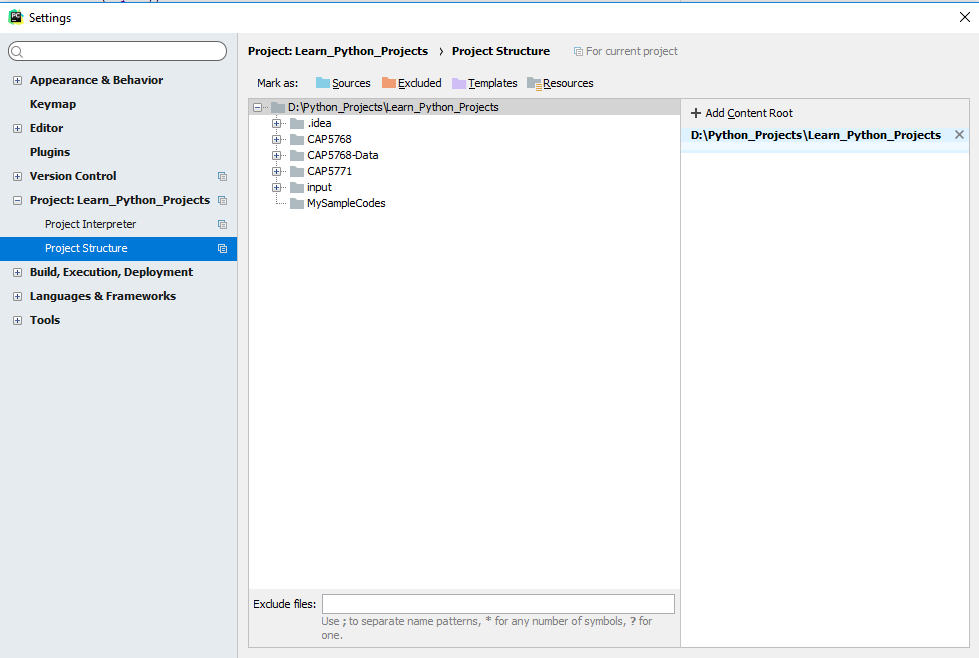 Settings
Project: Learn_Python_Projects › Project Structure For current project
Appearance & Behavior
Keymap
Editor
Plugins
Version Control
Project: Learn_Python_Projects
Project Interpreter
Project Structure
Build, Execution, Deployment
Languages & Frameworks
Tools
Mark as: Sources Excluded Templates Resources
D:\Python_Projects\Learn_Python_Projects
.idea
CAP5768
CAP5768-Data
CAP5771
input
MySampleCodes
+ Add Content Root
D:\Python_Projects\Learn_Python_Projects
Exclude files:
Use ; to separate name patterns, * for any number of symbols, ? for
one.